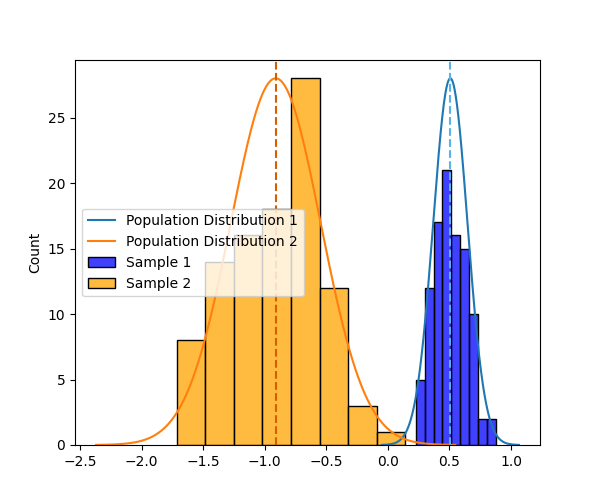 Count
25
20
15
10
5
0
Population Distribution 1
Population Distribution 2
Sample 1
Sample 2
−2.5 −2.0 −1.5 −1.0 −0.5 0.0 0.5 1.0